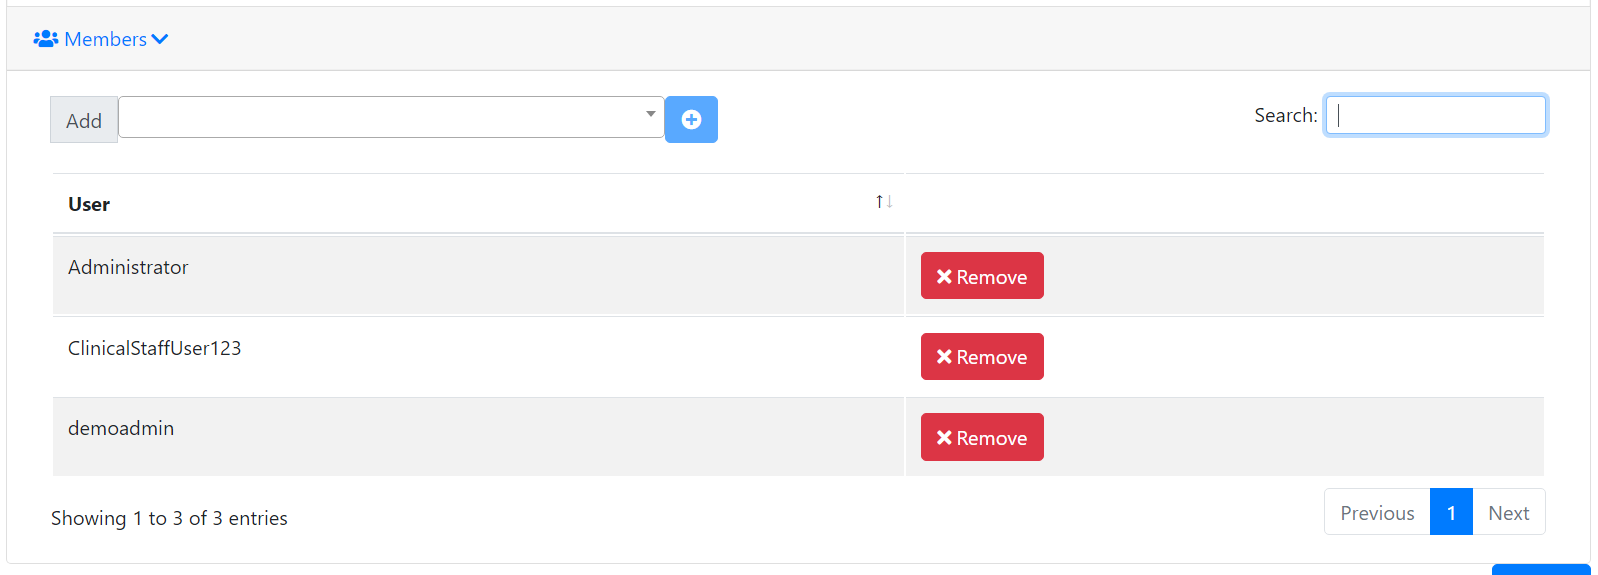 Members
Add
Search:
User
Administrator
Remove
ClinicalStaffUser123
Remove
demoadmin
Remove
Showing 1 to 3 of 3 entries
Previous 1 Next